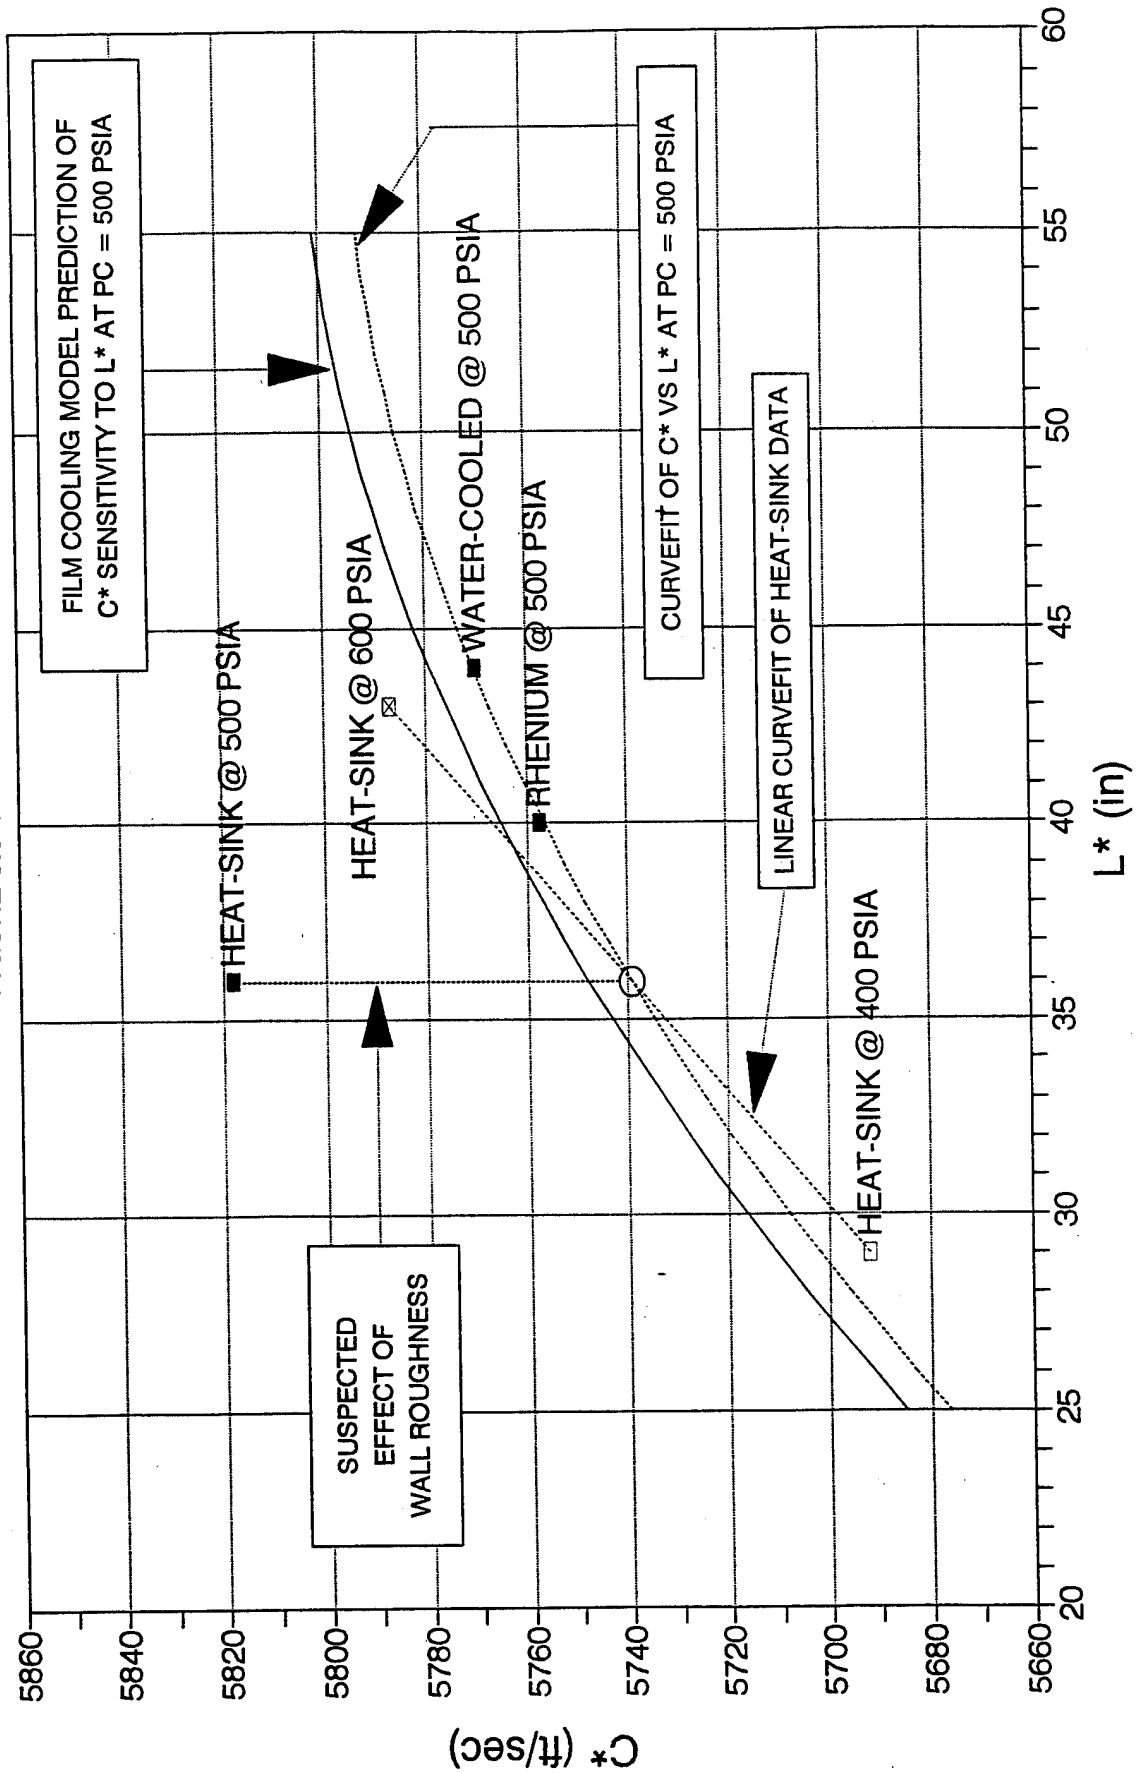 FILM COOLING MODEL PREDICTION OF
C* SENSITIVITY TO L* AT PC = 500 PSIA
HEAT-SINK @ 500 PSIA
HEAT-SINK @ 600 PSIA
WATER-COOLED @ 500 PSIA
RHENIUM @ 500 PSIA
SUSPECTED
EFFECT OF
WALL ROUGHNESS
CURVEFIT OF C* VS L* AT PC = 500 PSIA
LINEAR CURVEFIT OF HEAT-SINK DATA
HEAT-SINK @ 400 PSIA
C* (ft/sec)
5860
5840
5820
5800
5780
5760
5740
5720
5700
5680
5660
20
25
30
35
40
45
50
55
60
L* (in)